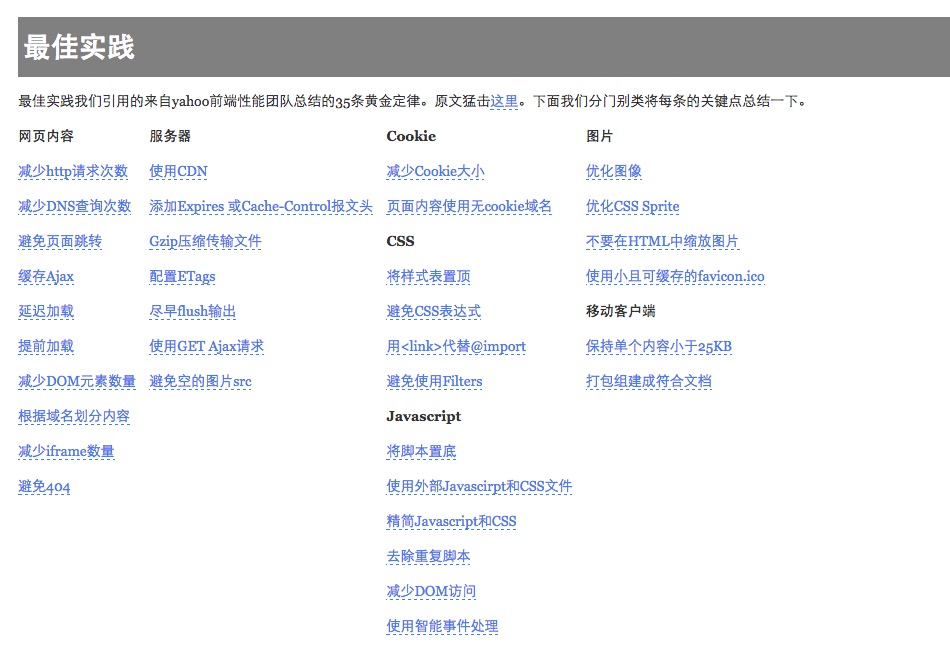 最佳实践
最佳实践我们引用的来自yahoo前端性能团队总结的35条黄金定律。原文猛击这里。下面我们分门别类将每条的关键点总结一下。
网页内容
减少http请求次数
减少DNS查询次数
避免页面跳转
缓存Ajax
延迟加载
提前加载
减少DOM元素数量
根据域名划分内容
减少iframe数量
避免404
服务器
使用CDN
添加Expires 或Cache-Control报文头
Gzip压缩传输文件
配置ETags
尽早flush输出
使用GET Ajax请求
避免空的图片src
Cookie
减少Cookie大小
页面内容使用无cookie域名
CSS
将样式表置顶
避免CSS表达式
用<link>代替@import
避免使用Filters
Javascript
将脚本置底
使用外部Javascirpt和CSS文件
精简Javascript和CSS
去除重复脚本
减少DOM访问
使用智能事件处理
图片
优化图像
优化CSS Sprite
不要在HTML中缩放图片
使用小且可缓存的favicon.ico
移动客户端
保持单个内容小于25KB
打包组建成符合文档